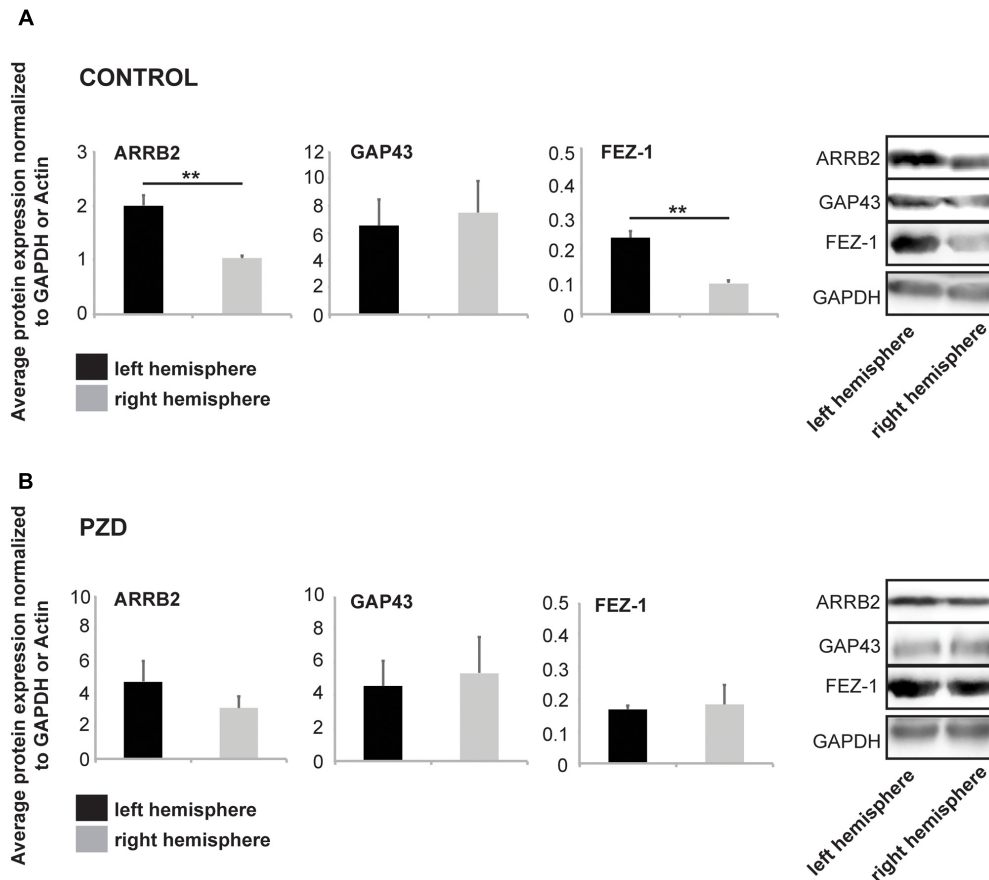 A
Average protein expression normalized
to GAPDH or Actin
CONTROL
3
2
1
0
ARRB2
**
12
10
8
6
4
2
0
GAP43
0.5
0.4
0.3
0.2
0.1
0
FEZ-1
**
ARRB2
GAP43
FEZ-1
GAPDH
left hemisphere
right hemisphere
left hemisphere
right hemisphere
B
Average protein expression normalized
to GAPDH or Actin
PZD
10
8
6
4
2
0
ARRB2
10
8
6
4
2
0
GAP43
0.5
0.4
0.3
0.2
0.1
0
FEZ-1
ARRB2
GAP43
FEZ-1
GAPDH
left hemisphere
right hemisphere
left hemisphere
right hemisphere